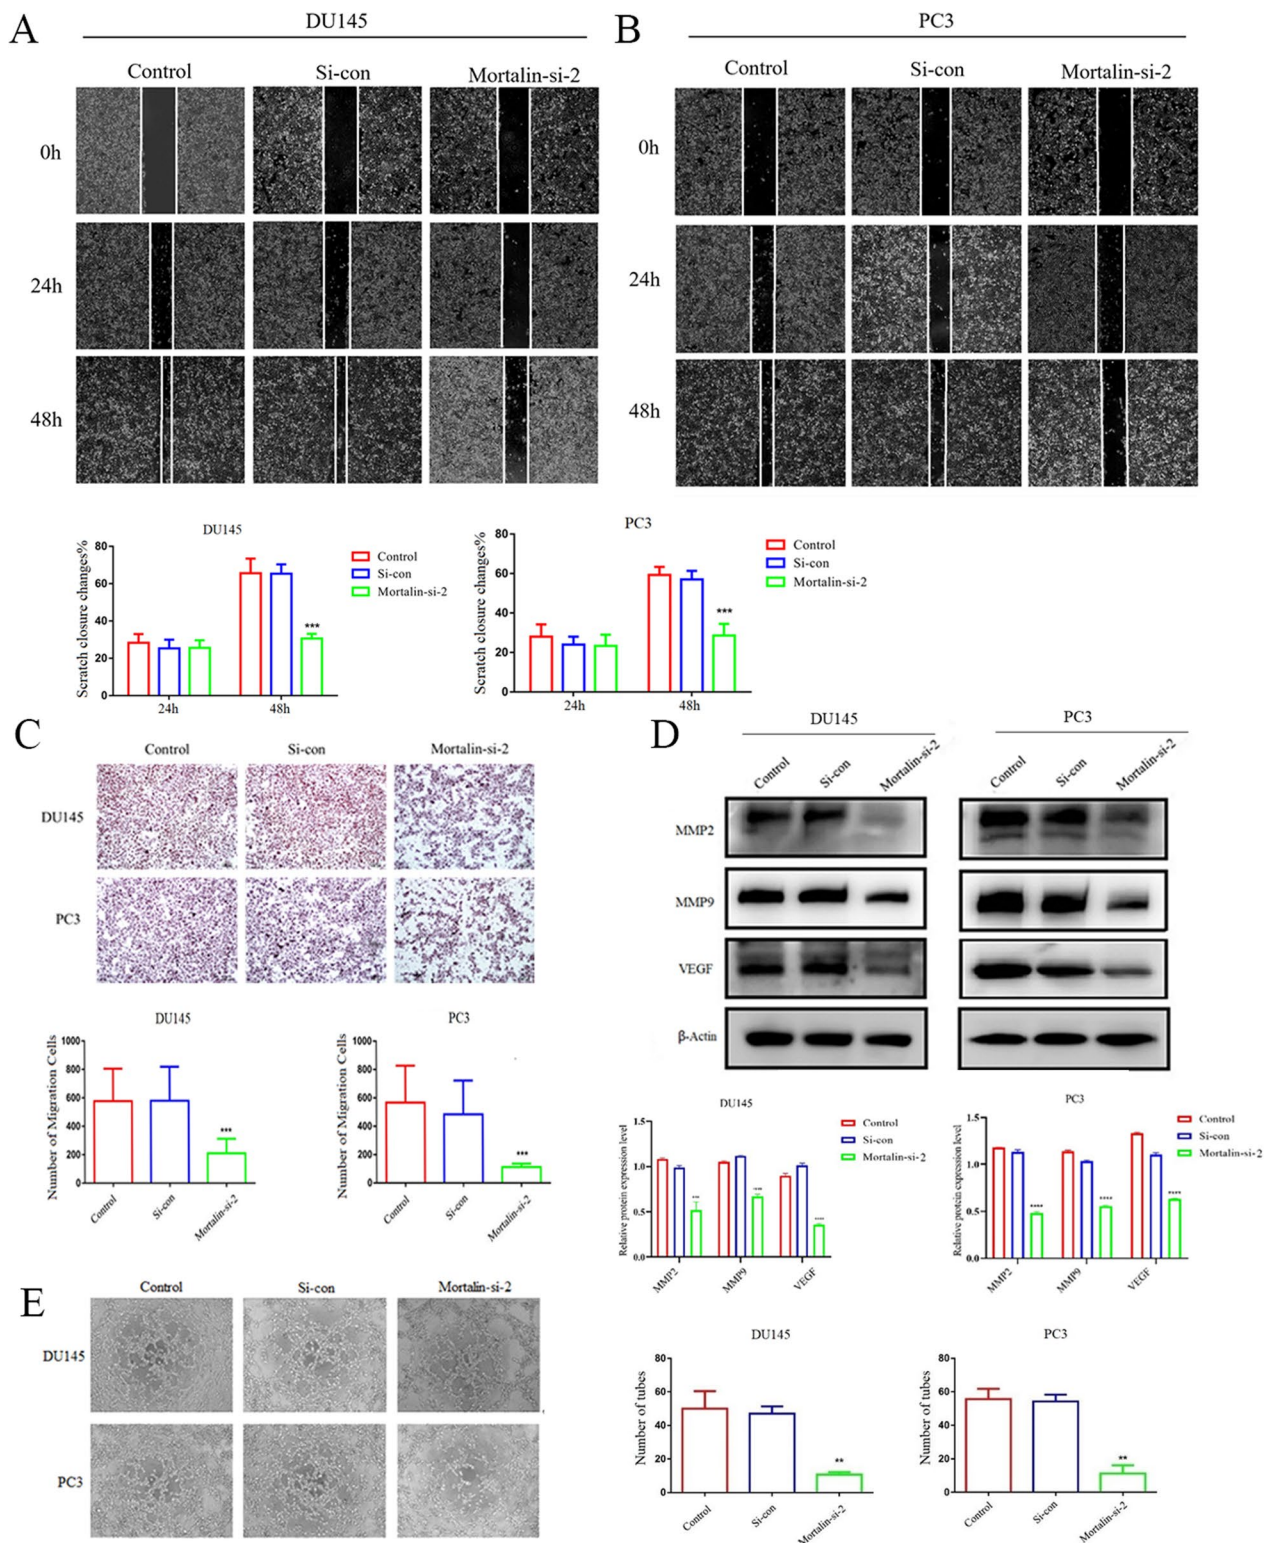 A
DU145
Control
Si-con
Mortalin-si-2
0h
24h
48h
B
PC3
Control
Si-con
Mortalin-si-2
0h
24h
48h
DU145
Scratch closure changes%
80
60
40
20
0
24h
48h
***
Control
Si-con
Mortalin-si-2
PC3
Scratch closure changes%
80
60
40
20
0
24h
48h
***
Control
Si-con
Mortalin-si-2
C
Control
Si-con
Mortalin-si-2
DU145
PC3
DU145
Number of Migration Cells
1000
800
600
400
200
0
***
Control
Si-con
Mortalin-si-2
PC3
Number of Migration Cells
1000
800
600
400
200
0
***
Control
Si-con
Mortalin-si-2
D
DU145
Control
Si-con
Mortalin-si-2
PC3
Control
Si-con
Mortalin-si-2
MMP2
MMP9
VEGF
β-Actin
DU145
Relative protein expression level
1.5
1.0
0.5
0.0
***
****
****
MMP2
MMP9
VEGF
Control
Si-con
Mortalin-si-2
PC3
Relative protein expression level
1.5
1.0
0.5
0.0
****
****
****
MMP2
MMP9
VEGF
Control
Si-con
Mortalin-si-2
E
Control
Si-con
Mortalin-si-2
DU145
PC3
DU145
Number of tubes
80
60
40
20
0
**
Control
Si-con
Mortalin-si-2
PC3
Number of tubes
80
60
40
20
0
**
Control
Si-con
Mortalin-si-2